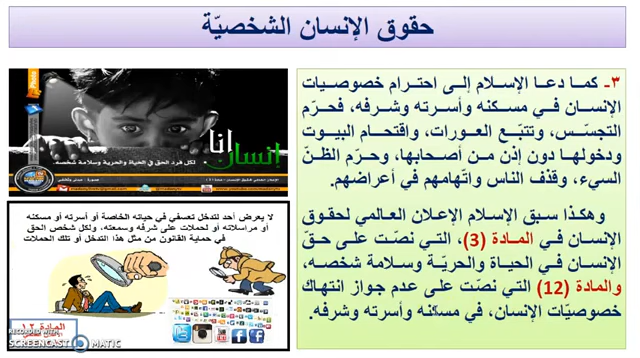 حقوق الإنسان الشخصيّة
٣- كما دعا الإسلام إلى احترام خصوصيات
الإنسان في مسكنه وأسرته وشرفه، فحرّم
التجسّس، وتتبّع العورات، واقتحام البيوت
ودخولها دون إذن من أصحابها، وحرّم الظنّ
السيء، وقذف الناس واتّهامهم في أعراضهم.
وهكذا سبق الإسلام الإعلان العالمي لحقوق
الإنسان في المادة (3)، التي نصّت على حقّ
الإنسان في الحياة والحريّة وسلامة شخصه،
والمادة (12) التي نصّت على عدم جواز انتهاك
خصوصيّات الإنسان، في مسكنه وأسرته وشرفه.
أنا
إنسان
لكل فرد الحق في الحياة والحرية وسلامة شخصه.
لا يعرض أحد لتدخل تعسفي في حياته الخاصة أو أسرته أو مسكنه
أو مراسلاته أو لحملات على شرفه وسمعته، ولكل شخص الحق
في حماية القانون من مثل هذا التدخل أو تلك الحملات
المادة ١٢
RECORDED WITH
SCREENCAST MATIC